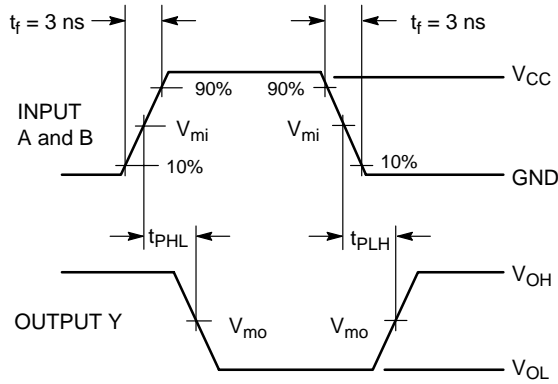 t_f = 3 ns
t_f = 3 ns
90%
90%
V_CC
INPUT
A and B
V_mi
V_mi
10%
10%
GND
t_PHL
t_PLH
V_OH
OUTPUT Y
V_mo
V_mo
V_OL